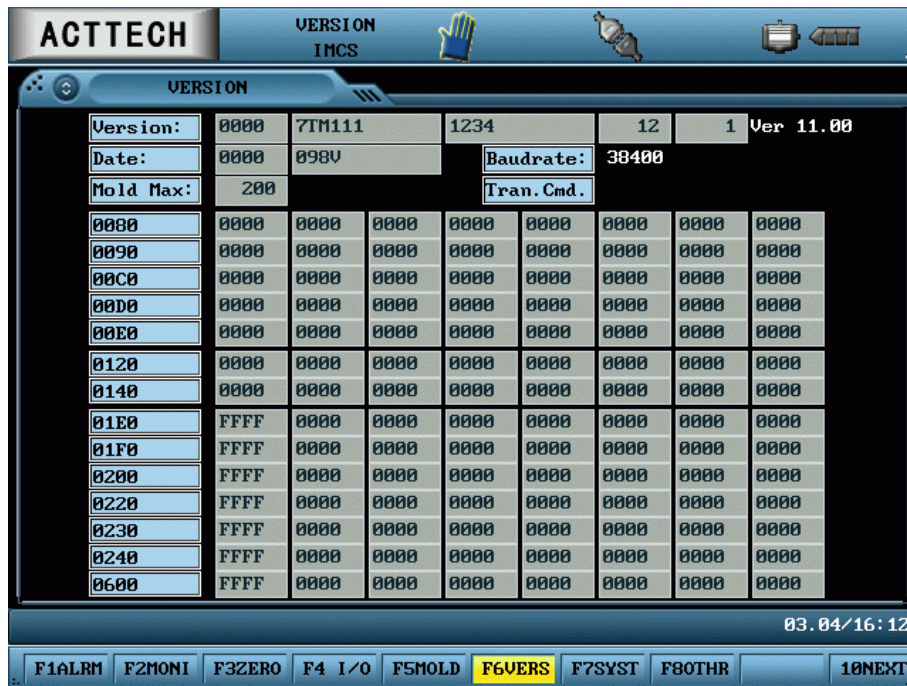 ACTTECH VERSION
IMCS
VERSION
Version: 0000 7TM111 1234 12 1 Ver 11.00
Date: 0000 098V Baudrate: 38400
Mold Max: 200 Tran.Cmd.
0080 0000 0000 0000 0000 0000 0000 0000 0000
0090 0000 0000 0000 0000 0000 0000 0000 0000
00C0 0000 0000 0000 0000 0000 0000 0000 0000
00D0 0000 0000 0000 0000 0000 0000 0000 0000
00E0 0000 0000 0000 0000 0000 0000 0000 0000
0120 0000 0000 0000 0000 0000 0000 0000 0000
0140 0000 0000 0000 0000 0000 0000 0000 0000
01E0 FFFF 0000 0000 0000 0000 0000 0000 0000
01F0 FFFF 0000 0000 0000 0000 0000 0000 0000
0200 FFFF 0000 0000 0000 0000 0000 0000 0000
0220 FFFF 0000 0000 0000 0000 0000 0000 0000
0230 FFFF 0000 0000 0000 0000 0000 0000 0000
0240 FFFF 0000 0000 0000 0000 0000 0000 0000
0600 FFFF 0000 0000 0000 0000 0000 0000 0000
03.04/16:12
F1ALRM F2MONI F3ZERO F4 I/O F5MOLD F6VERS F7SYST F8OTHR 10NEXT